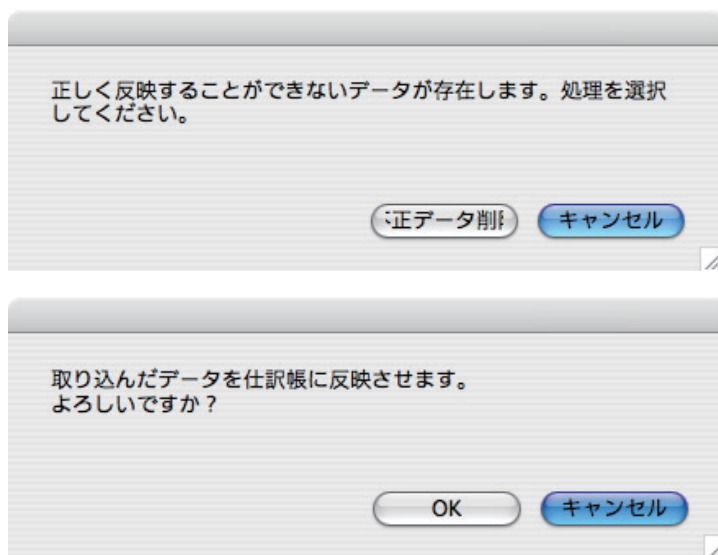 正しく反映することができないデータが存在します。処理を選択
してください。
正データ削
キャンセル
取り込んだデータを仕訳帳に反映させます。
よろしいですか？
OK
キャンセル